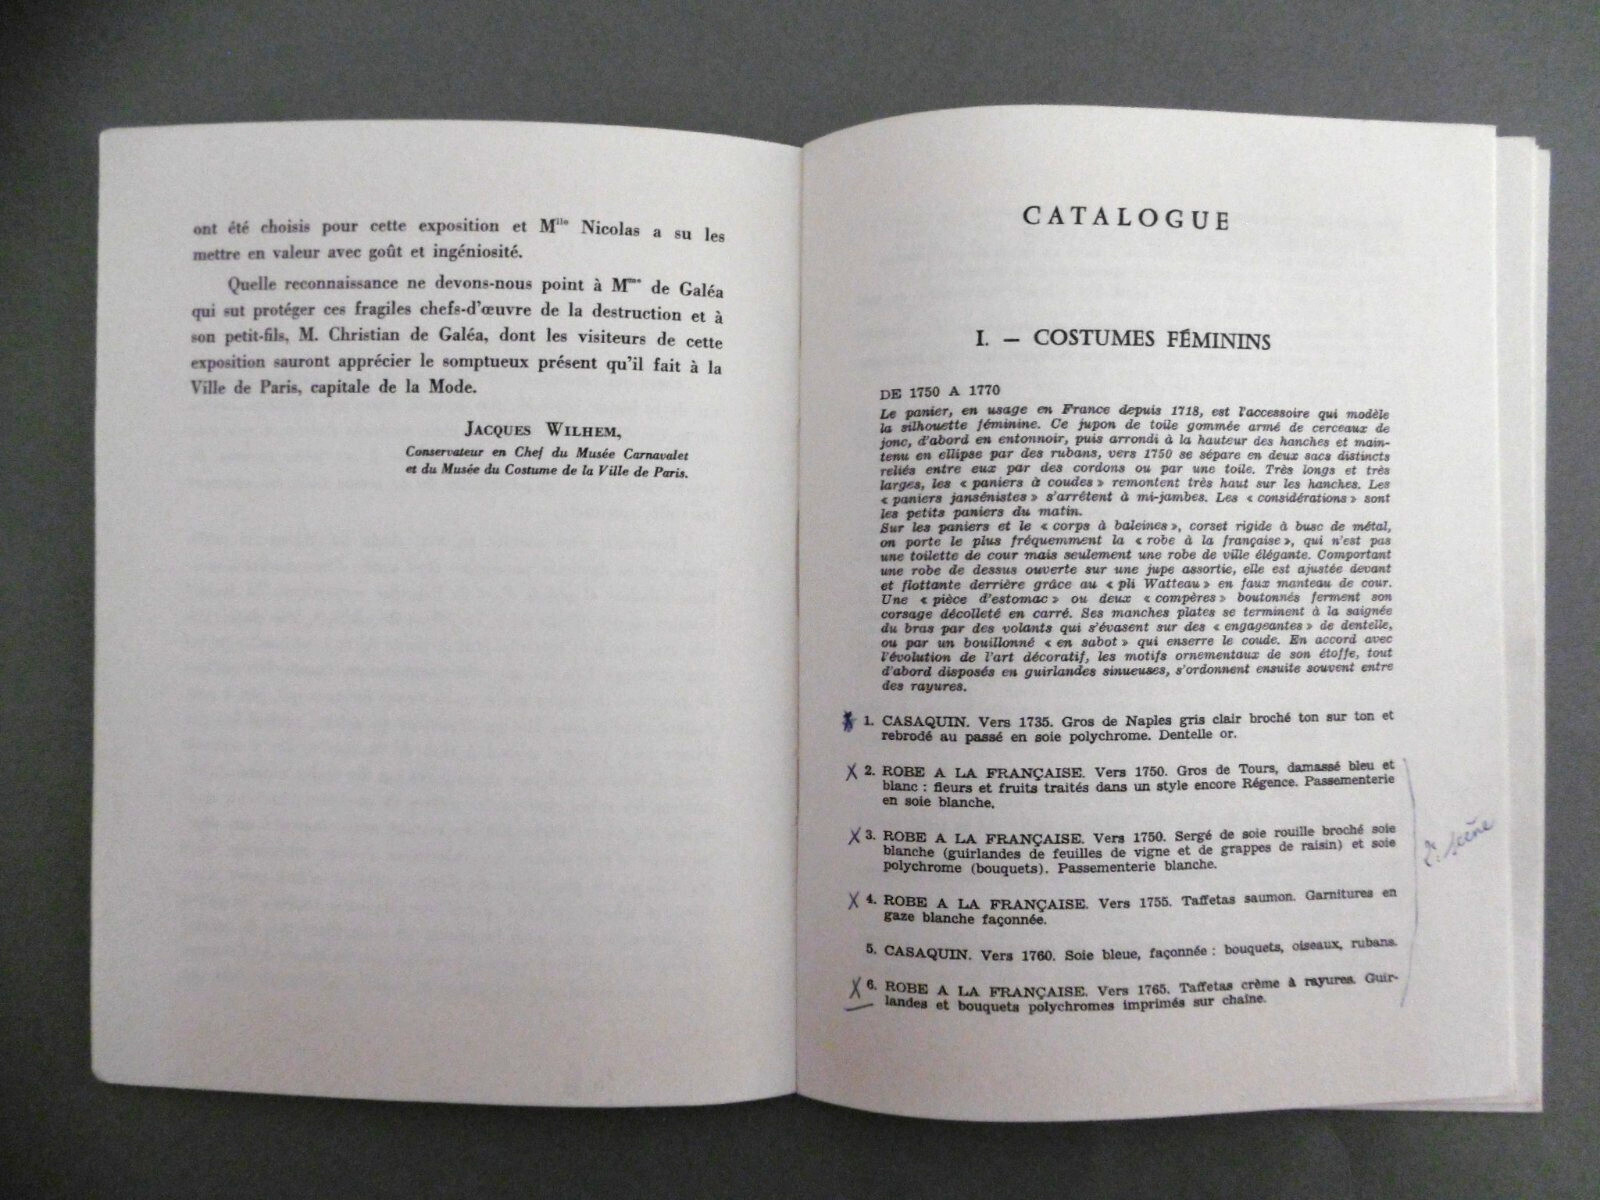 ont été choisis pour cette exposition et Mlle Nicolas a su les
mettre en valeur avec goût et ingéniosité.
Quelle reconnaissance ne devons-nous point à Mme de Galéa
qui sut protéger ces fragiles chefs-d'œuvre de la destruction et à
son petit-fils, M. Christian de Galéa, dont les visiteurs de cette
exposition sauront apprécier le somptueux présent qu'il fait à la
Ville de Paris, capitale de la Mode.
JACQUES WILHEM,
Conservateur en Chef du Musée Carnavalet
et du Musée du Costume de la Ville de Paris.
CATALOGUE
I. — COSTUMES FÉMININS
DE 1750 A 1770
Le panier, en usage en France depuis 1718, est l'accessoire qui modèle
la silhouette féminine. Ce jupon de toile gommée armé de cerceaux de
jonc, d'abord en entonnoir, puis arrondi à la hauteur des hanches et main-
tenu en ellipse par des rubans, vers 1750 se sépare en deux sacs distincts
reliés entre eux par des cordons ou par une toile. Très longs et très
larges, les « paniers à coudes » remontent très haut sur les hanches. Les
« paniers jansénistes » s'arrêtent à mi-jambes. Les « considérations » sont
les petits paniers du matin.
Sur les paniers et le « corps à baleines », corset rigide à busc de métal,
on porte le plus fréquemment la « robe à la française », qui n'est pas
une toilette de cour mais seulement une robe de ville élégante. Comportant
une robe de dessus ouverte sur une jupe assortie, elle est ajustée devant
et flottante derrière grâce au « pli Watteau » en faux manteau de cour.
Une « pièce d'estomac » ou deux « compères » boutonnés ferment son
corsage décolleté en carré. Ses manches plates se terminent à la saignée
du bras par des volants qui s'évasent sur des « engageantes » de dentelle,
ou par un bouillonné « en sabot » qui enserre le coude. En accord avec
l'évolution de l'art décoratif, les motifs ornementaux de son étoffe, tout
d'abord disposés en guirlandes sinueuses, s'ordonnent ensuite souvent entre
des rayures.
1. CASAQUIN. Vers 1735. Gros de Naples gris clair broché ton sur ton et
rebrodé au passé en soie polychrome. Dentelle or.
X 2. ROBE A LA FRANÇAISE. Vers 1750. Gros de Tours, damassé bleu et
blanc : fleurs et fruits traités dans un style encore Régence. Passementerie
en soie blanche.
X 3. ROBE A LA FRANÇAISE. Vers 1750. Sergé de soie rouille broché soie
blanche (guirlandes de feuilles de vigne et de grappes de raisin) et soie
polychrome (bouquets). Passementerie blanche.
X 4. ROBE A LA FRANÇAISE. Vers 1755. Taffetas saumon. Garnitures en
gaze blanche façonnée.
5. CASAQUIN. Vers 1760. Soie bleue, façonnée : bouquets, oiseaux, rubans.
X 6. ROBE A LA FRANÇAISE. Vers 1765. Taffetas crème à rayures. Guir-
landes et bouquets polychromes imprimés sur chaîne.
scène